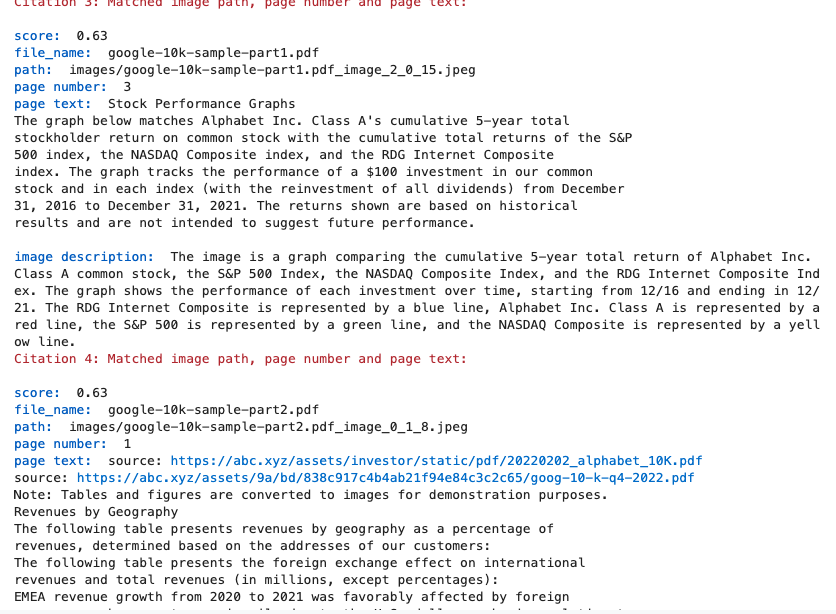 Citation 3: Matched image path, page number and page text:
score:  0.63
file_name:  google-10k-sample-part1.pdf
path:  images/google-10k-sample-part1.pdf_image_2_0_15.jpeg
page number:  3
page text:  Stock Performance Graphs
The graph below matches Alphabet Inc. Class A's cumulative 5-year total
stockholder return on common stock with the cumulative total returns of the S&P
500 index, the NASDAQ Composite index, and the RDG Internet Composite
index. The graph tracks the performance of a $100 investment in our common
stock and in each index (with the reinvestment of all dividends) from December
31, 2016 to December 31, 2021. The returns shown are based on historical
results and are not intended to suggest future performance.
image description:  The image is a graph comparing the cumulative 5-year total return of Alphabet Inc.
Class A common stock, the S&P 500 Index, the NASDAQ Composite Index, and the RDG Internet Composite Ind
ex. The graph shows the performance of each investment over time, starting from 12/16 and ending in 12/
21. The RDG Internet Composite is represented by a blue line, Alphabet Inc. Class A is represented by a
red line, the S&P 500 is represented by a green line, and the NASDAQ Composite is represented by a yell
ow line.
Citation 4: Matched image path, page number and page text:
score:  0.63
file_name:  google-10k-sample-part2.pdf
path:  images/google-10k-sample-part2.pdf_image_0_1_8.jpeg
page number:  1
page text:  source: https://abc.xyz/assets/investor/static/pdf/20220202_alphabet_10K.pdf
source: https://abc.xyz/assets/9a/bd/838c917c4b4ab21f94e84c3c2c65/goog-10-k-q4-2022.pdf
Note: Tables and figures are converted to images for demonstration purposes.
Revenues by Geography
The following table presents revenues by geography as a percentage of
revenues, determined based on the addresses of our customers:
The following table presents the foreign exchange effect on international
revenues and total revenues (in millions, except percentages):
EMEA revenue growth from 2020 to 2021 was favorably affected by foreign